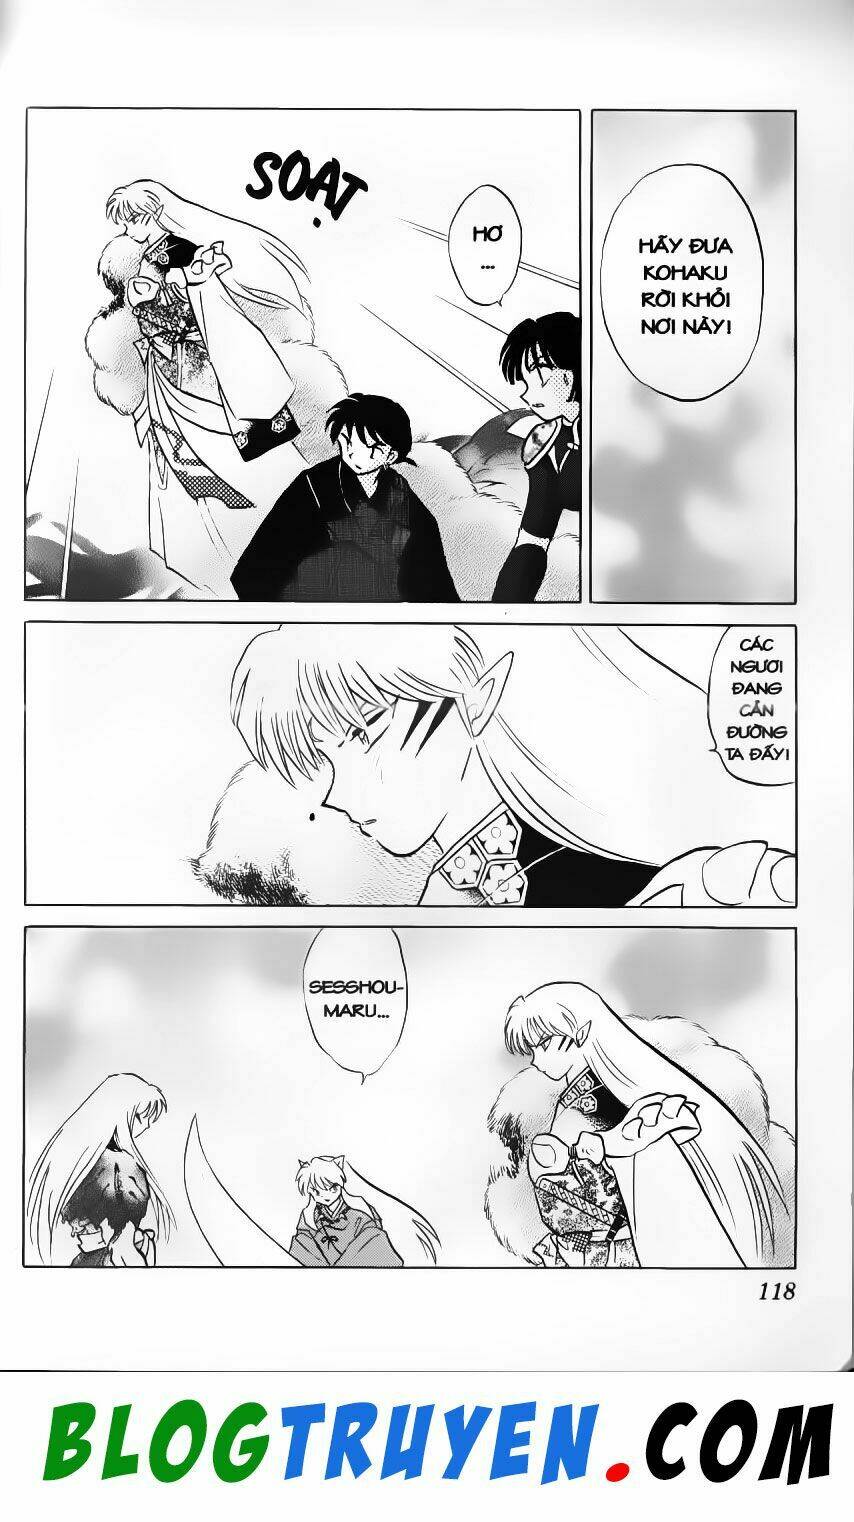 SOẠT
HƠ
...
HÃY ĐƯA
KOHAKU
RỜI KHỎI
NƠI NÀY!
CÁC
NGƯƠI
ĐANG
CẢN
ĐƯỜNG
TA ĐẤY!
SESSHOU-
MARU...
118
BLOGTRUYEN.COM